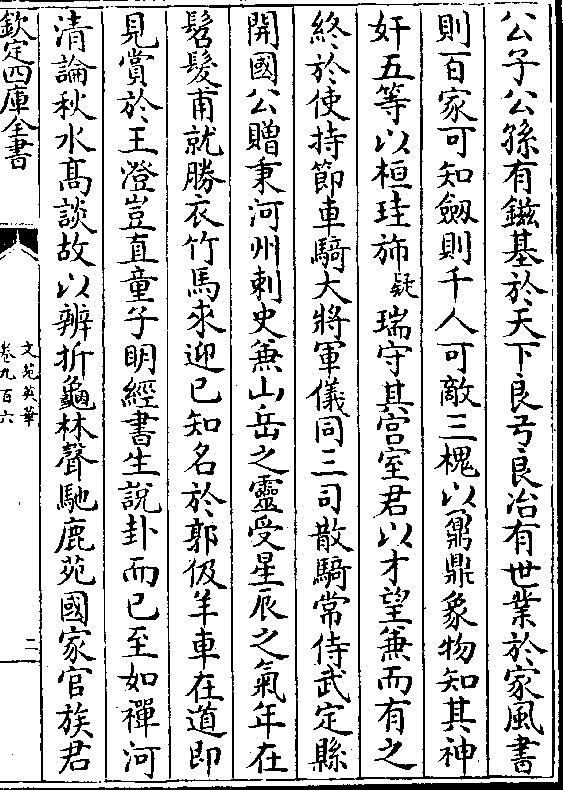 公子公孫有鎡基於天下良弓良冶有世業於家風書
則百家可知劔則千人可敵三槐以鼐鼎象物知其神
奸五等以桓珪斾疑瑞守其宫室君以才望兼而有之
終於使持節車騎大將軍儀同三司散騎常侍武定縣
開國公贈秉河州刺史兼山岳之靈受星辰之氣年在
髫髮甫就勝衣竹馬求迎已知名於郭伋羊車在道即
見賞於王澄豈直童子明經書生說卦而已至如禪河
清論秋水髙談故以辨折龜林聲馳鹿苑國家官族君
欽定四庫全書
文苑英華
卷九百六
二